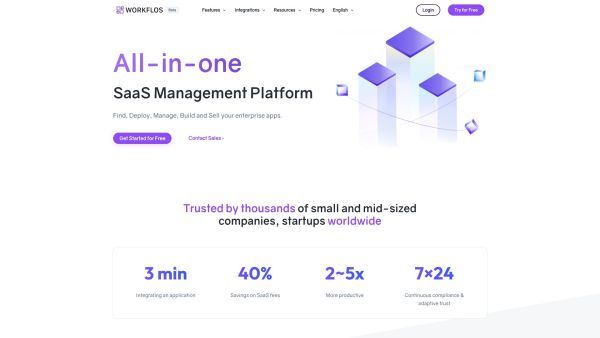 WORKFLOS Beta Features Integrations Resources Pricing English Login Try for Free
All-in-one
SaaS Management Platform
Find, Deploy, Manage, Build and Sell your enterprise apps.
Get Started for Free Contact Sales
Trusted by thousands of small and mid-sized
companies, startups worldwide
3 min 40% 2~5x 7×24
Integrating an application Savings on SaaS fees More productive Continuous compliance &
adaptive trust